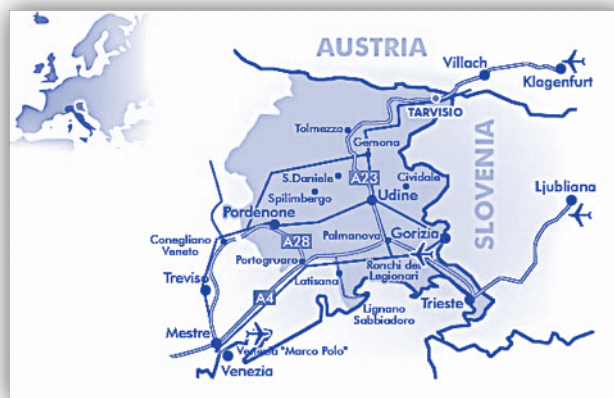 AUSTRIA
Villach
Klagenfurt
TARVISIO
Tolmezzo
Gemona
SLOVENIA
S.Daniele
A23
Cividale
Spilimbergo
Udine
Ljubliana
Pordenone
Conegliano
Veneto
A28
Palmanova
Gorizia
Portogruaro
Ronchi dei
Legionari
Treviso
Latisana
Trieste
A4
Lignano
Sabbiadoro
Mestre
Venezia "Marco Polo"
Venezia